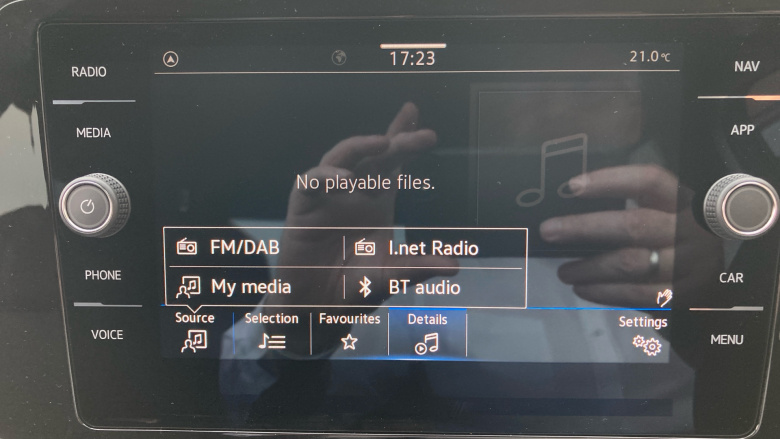 RADIO
17:23
21.0°C
NAV
MEDIA
APP
No playable files.
FM/DAB
I.net Radio
PHONE
My media
BT audio
CAR
Source
Selection
Favourites
Details
Settings
VOICE
MENU